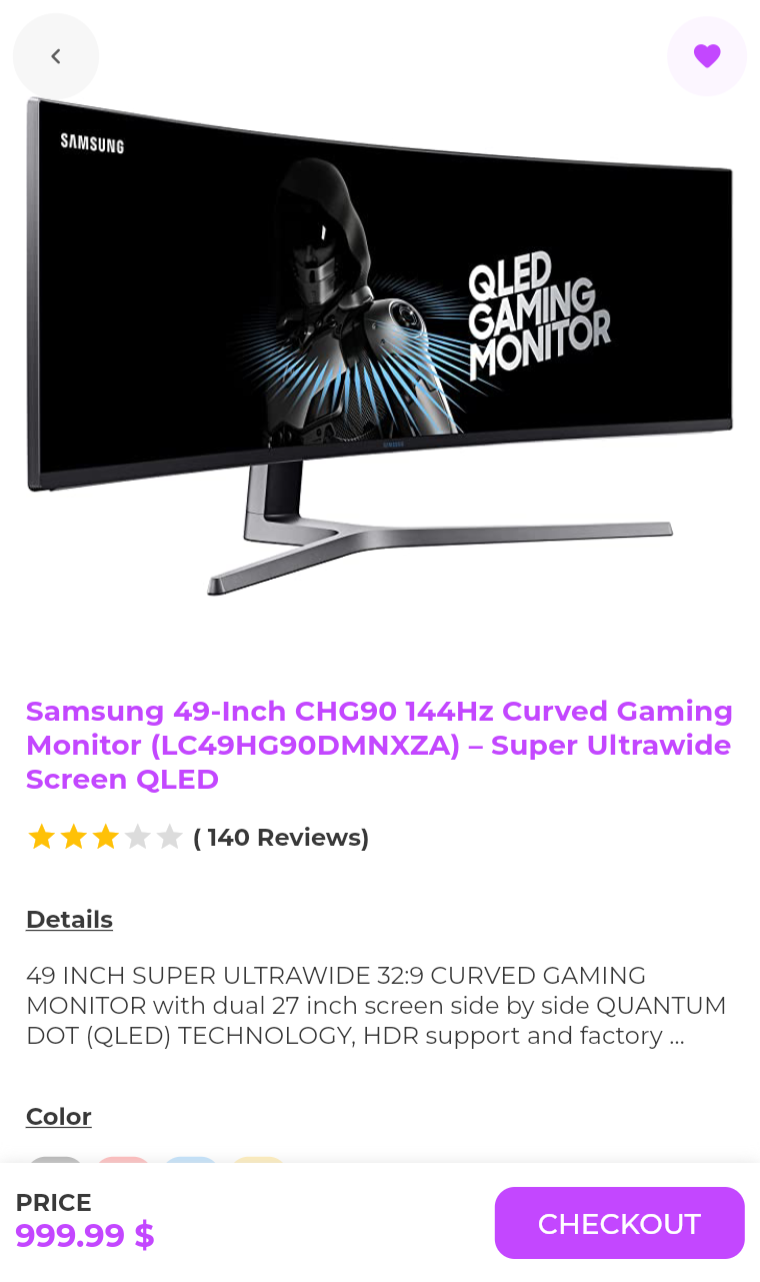 SAMSUNG
QLED
GAMING
MONITOR
SAMSUNG
Samsung 49-Inch CHG90 144Hz Curved Gaming
Monitor (LC49HG90DMNXZA) – Super Ultrawide
Screen QLED
( 140 Reviews)
Details
49 INCH SUPER ULTRAWIDE 32:9 CURVED GAMING
MONITOR with dual 27 inch screen side by side QUANTUM
DOT (QLED) TECHNOLOGY, HDR support and factory ...
Color
PRICE
999.99 $
CHECKOUT